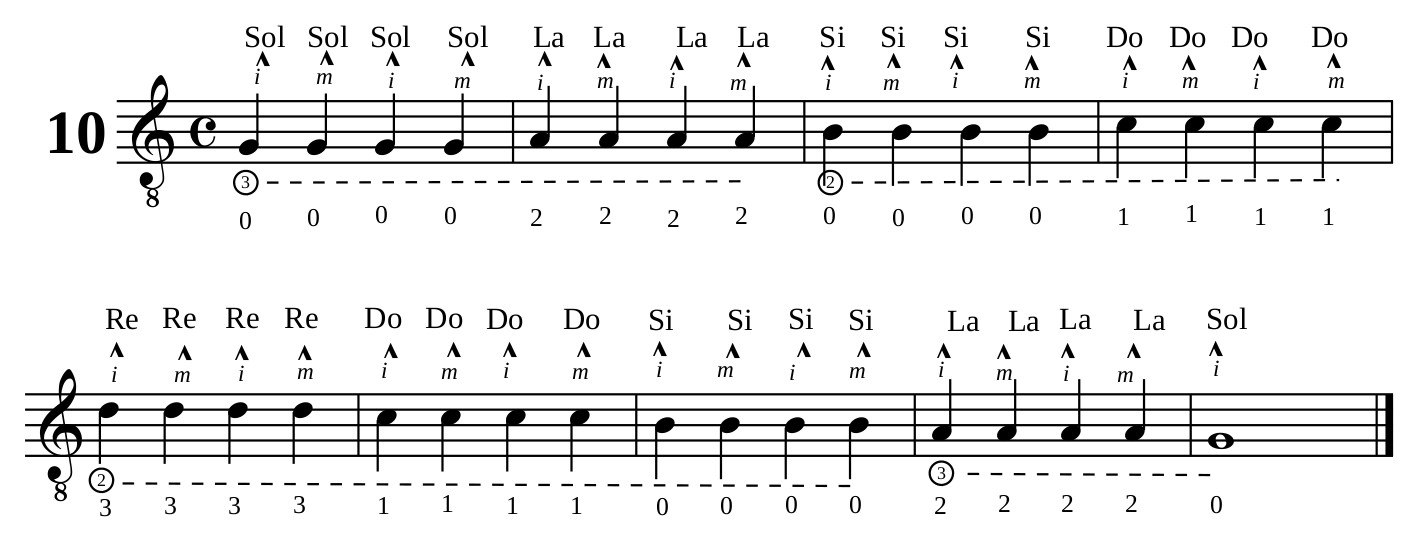 Sol Sol Sol Sol La La La La Si Si Si Si Do Do Do Do
i m i m i m i m i m i m i m i m
10
3 2
8
0 0 0 0 2 2 2 2 0 0 0 0 1 1 1 1
Re Re Re Re Do Do Do Do Si Si Si Si La La La La Sol
i m i m i m i m i m i m i m i m i
2 3
8
3 3 3 3 1 1 1 1 0 0 0 0 2 2 2 2 0